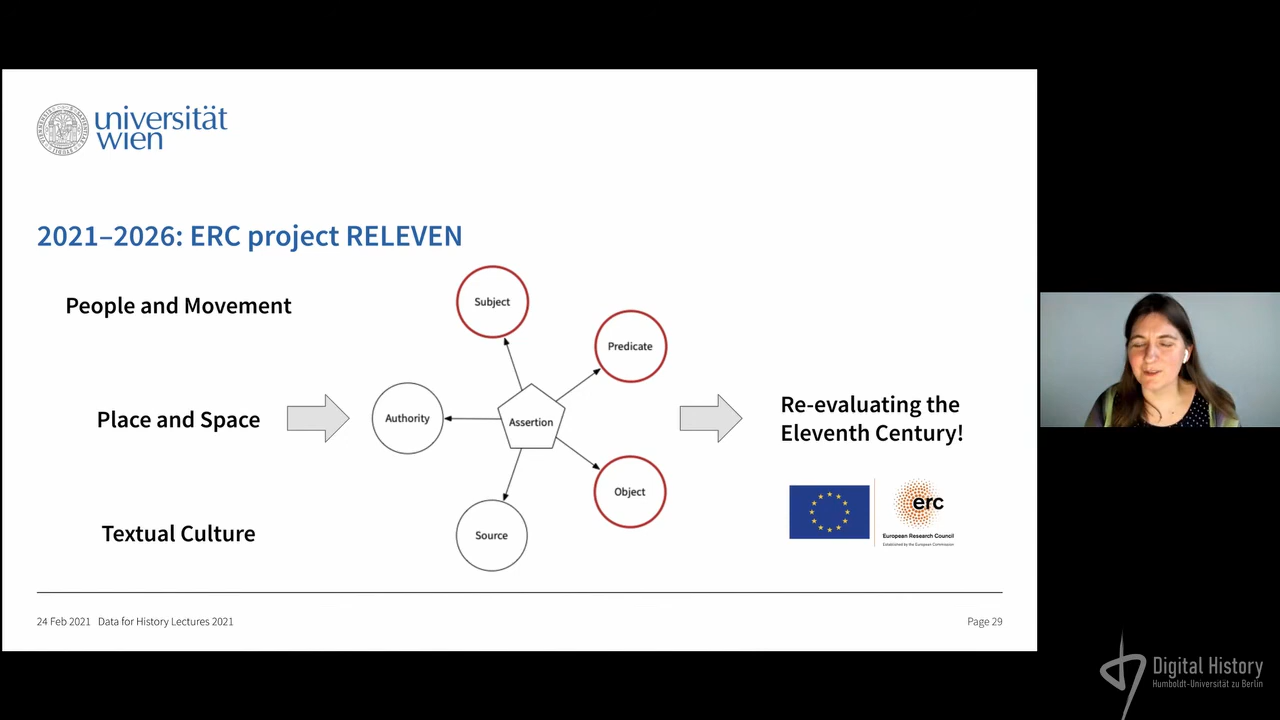 universität
wien
2021–2026: ERC project RELEVEN
People and Movement
Place and Space
Textual Culture
Subject
Predicate
Authority
Assertion
Object
Source
Re-evaluating the
Eleventh Century!
erc
European Research Council
Established by the European Commission
24 Feb 2021 Data for History Lectures 2021
Page 29
Digital History
Humboldt-Universität zu Berlin